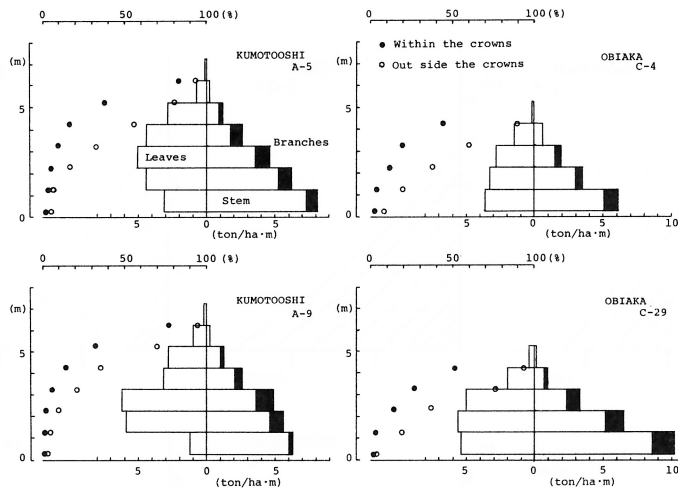 0 50 100 (%)
0 50 100 (%)
(m)
KUMOTOOSHI
A-5
5
Branches
Leaves
Stem
0
5 0 5
(ton/ha·m)
Within the crowns
Out side the crowns
(m)
OBIAKA
C-4
5
0
5 0 5 10
(ton/ha·m)
0 50 100 (%)
0 50 100 (%)
(m)
KUMOTOOSHI
A-9
5
0
5 0 5
(ton/ha·m)
(m)
OBIAKA
C-29
5
0
5 0 5 10
(ton/ha·m)